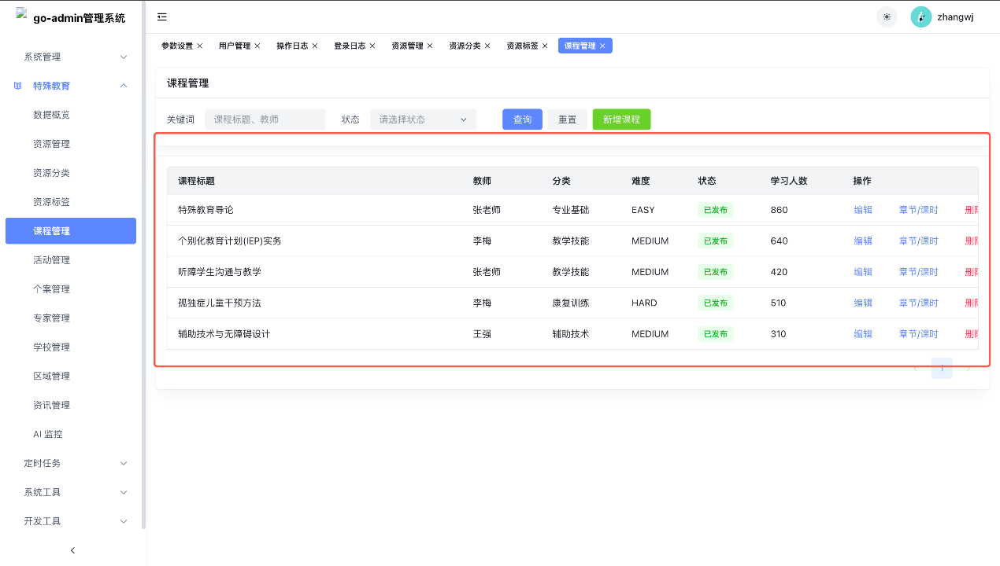 go-admin管理系统
zhangwj
参数设置 用户管理 操作日志 登录日志 资源管理 资源分类 资源标签 课程管理
系统管理
特殊教育
数据概览
资源管理
资源分类
资源标签
课程管理
活动管理
个案管理
专家管理
学校管理
区域管理
资讯管理
AI 监控
定时任务
系统工具
开发工具
课程管理
关键词 课程标题、教师 状态 请选择状态 查询 重置 新增课程
课程标题 教师 分类 难度 状态 学习人数 操作
特殊教育导论 张老师 专业基础 EASY 已发布 860 编辑 章节/课时 删
个别化教育计划(IEP)实务 李梅 教学技能 MEDIUM 已发布 640 编辑 章节/课时 删
听障学生沟通与教学 张老师 教学技能 MEDIUM 已发布 420 编辑 章节/课时 删
孤独症儿童干预方法 李梅 康复训练 HARD 已发布 510 编辑 章节/课时 删
辅助技术与无障碍设计 王强 辅助技术 MEDIUM 已发布 310 编辑 章节/课时 删
1